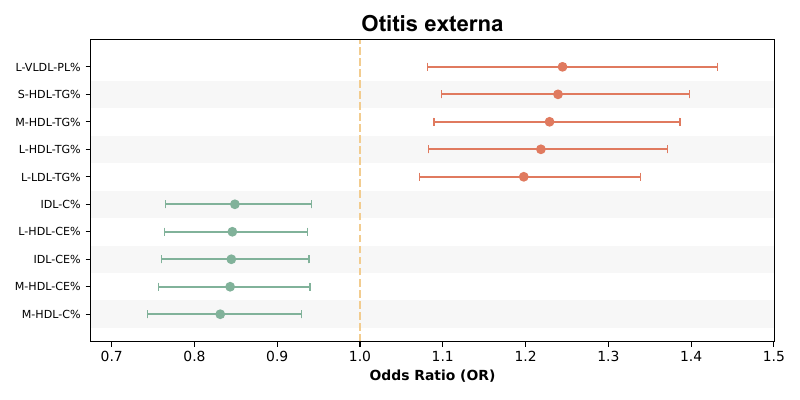 Otitis externa
L-VLDL-PL%
S-HDL-TG%
M-HDL-TG%
L-HDL-TG%
L-LDL-TG%
IDL-C%
L-HDL-CE%
IDL-CE%
M-HDL-CE%
M-HDL-C%
0.7 0.8 0.9 1.0 1.1 1.2 1.3 1.4 1.5
Odds Ratio (OR)